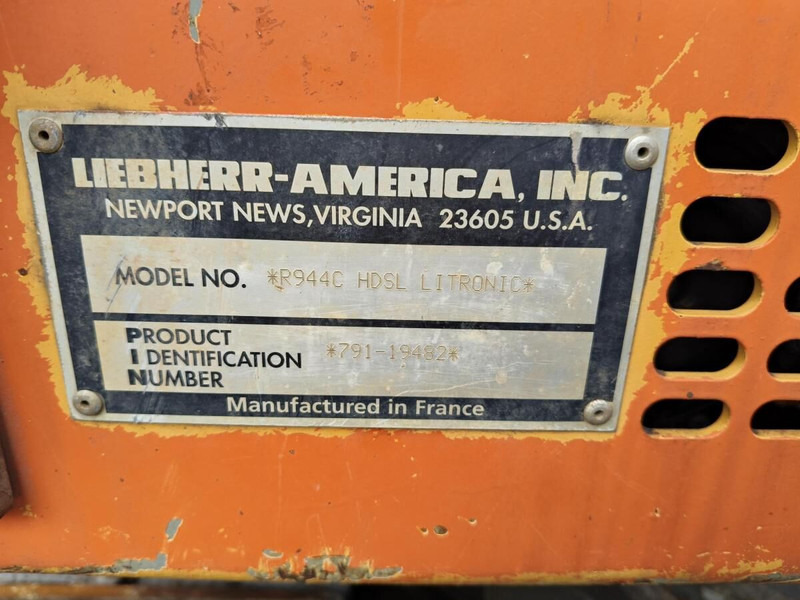 LIEBHERR-AMERICA, INC.
NEWPORT NEWS, VIRGINIA 23605 U.S.A.
MODEL NO. *R944C HDSL LITRONIC*
PRODUCT
IDENTIFICATION
NUMBER
*791-19482*
Manufactured in France